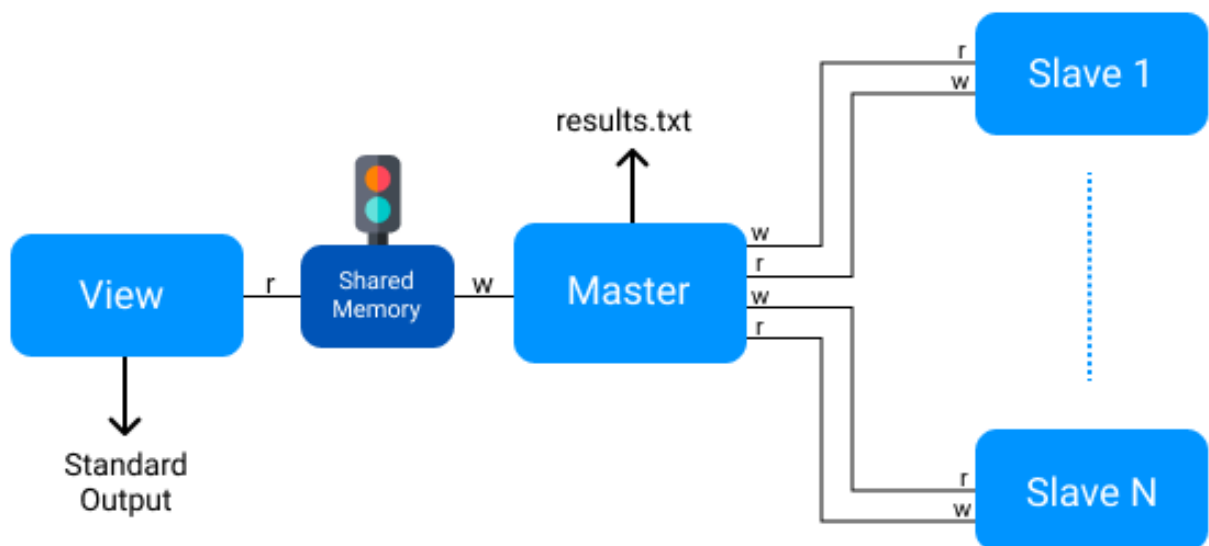 r
Slave 1
w
results.txt
w
r
View
r
Shared
Memory
w
Master
w
r
Standard
Output
r
Slave N
w